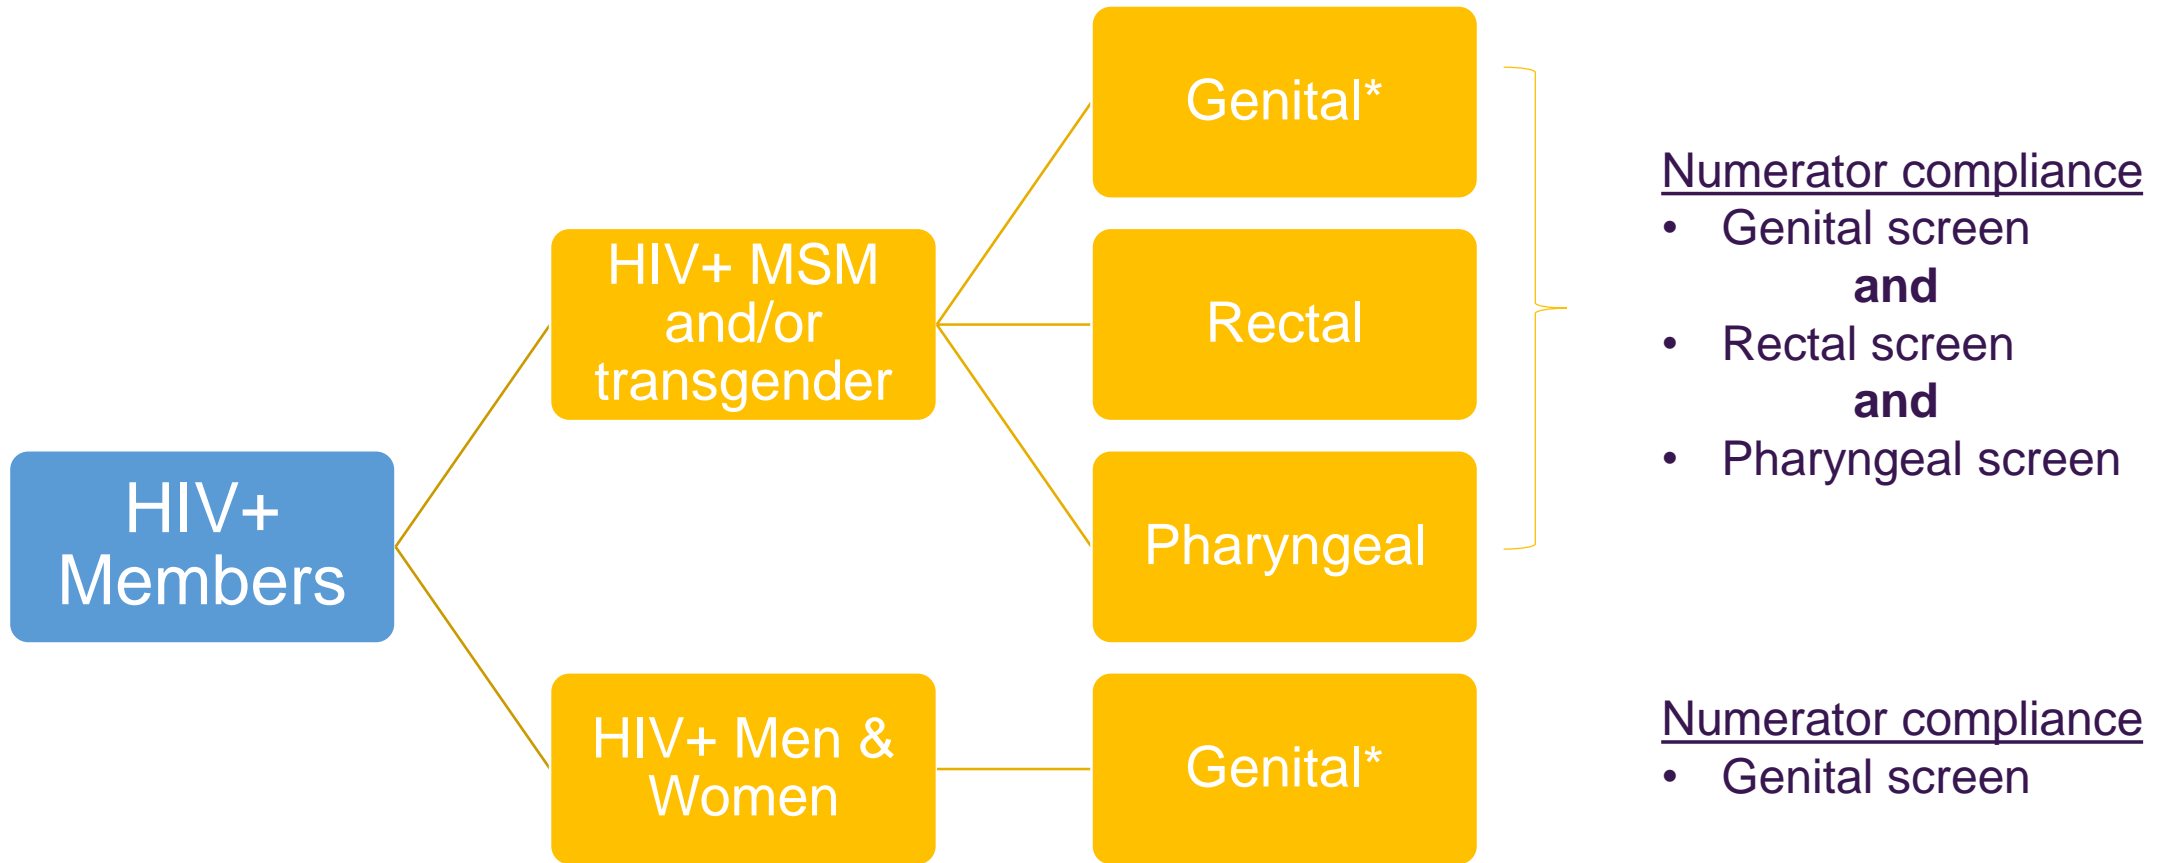 HIV+
Members
HIV+ MSM
and/or
transgender
Genital*
Rectal
Pharyngeal
Numerator compliance
• Genital screen
and
• Rectal screen
and
• Pharyngeal screen
HIV+ Men &
Women
Genital*
Numerator compliance
• Genital screen